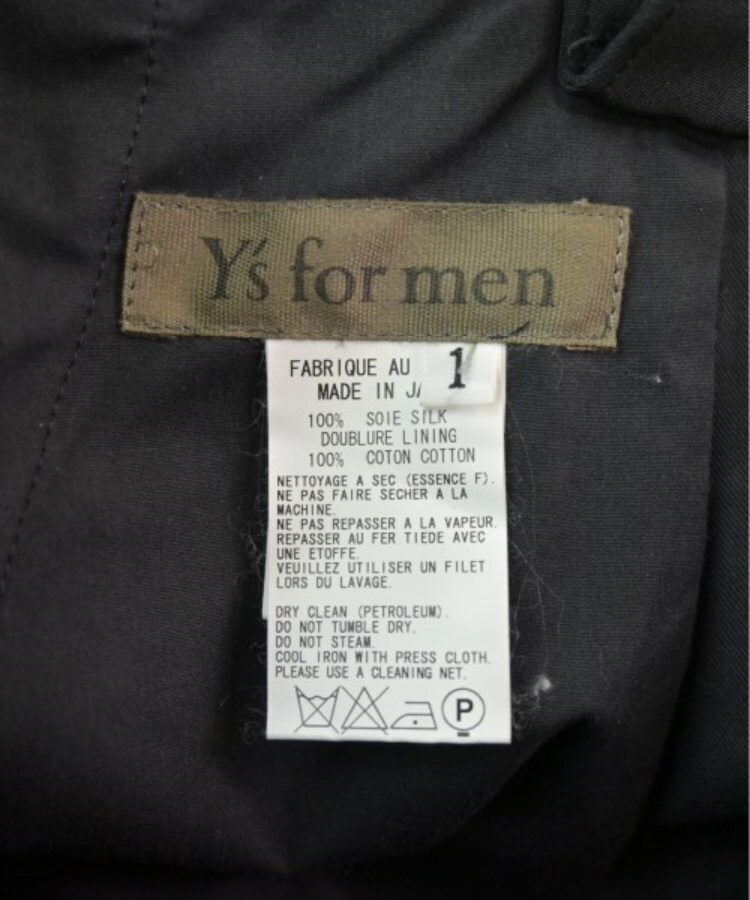 Y's for men
FABRIQUE AU
1
MADE IN
100% SOIE SILK
DOUBLURE LINING
100% COTON COTTON
NETTOYAGE A SEC (ESSENCE F).
NE PAS FAIRE SECHER A LA
MACHINE.
NE PAS REPASSER A LA VAPEUR.
REPASSER AU FER TIEDE AVEC
UNE ETOFFE.
VEUILLEZ UTILISER UN FILET
LORS DU LAVAGE.
DRY CLEAN (PETROLEUM).
DO NOT TUMBLE DRY.
DO NOT STEAM.
COOL IRON WITH PRESS CLOTH.
PLEASE USE A CLEANING NET.
P